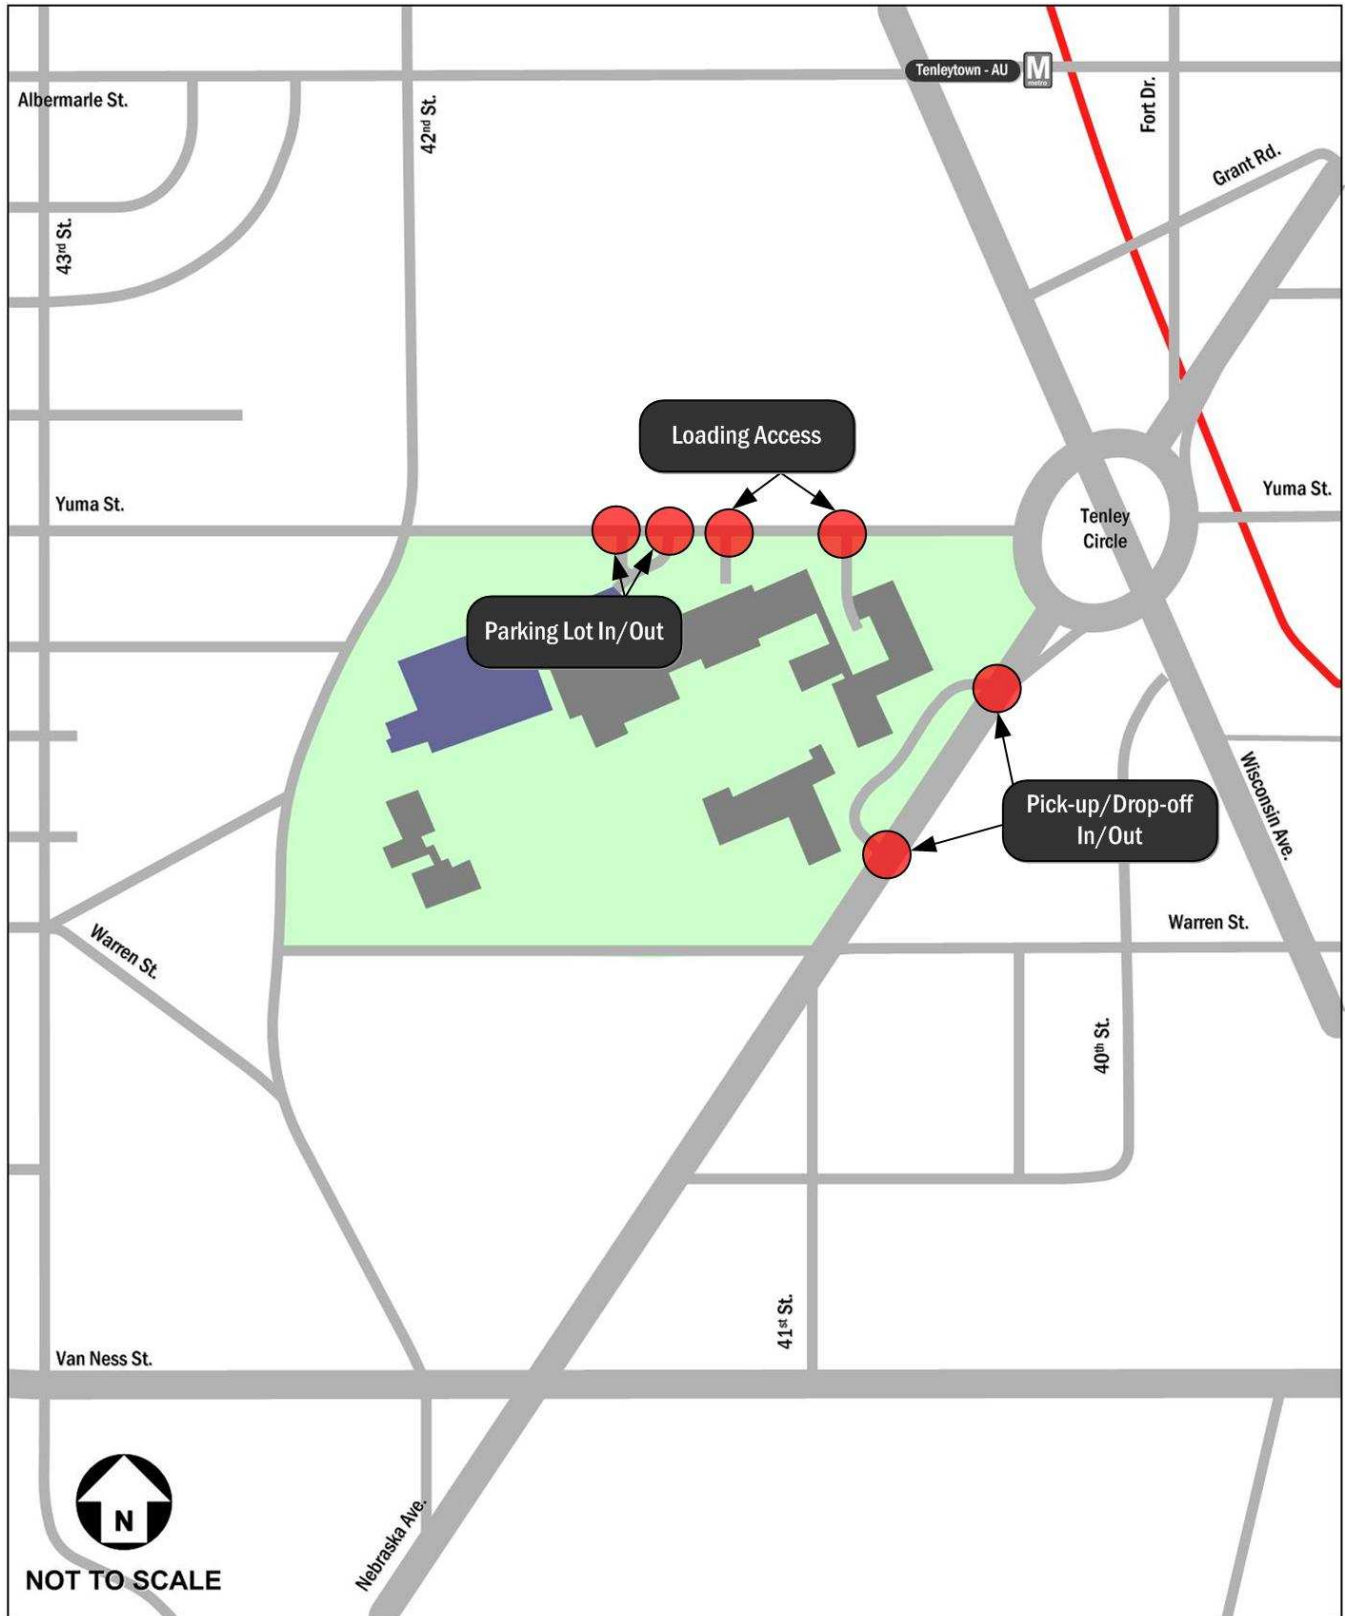 Tenleytown - AU
M
metro
Albermarle St.
42nd St.
Fort Dr.
Grant Rd.
43rd St.
Loading Access
Yuma St.
Yuma St.
Tenley
Circle
Parking Lot In/Out
Pick-up/Drop-off
In/Out
Wisconsin Ave.
Warren St.
Warren St.
40th St.
41st St.
Van Ness St.
Nebraska Ave.
N
NOT TO SCALE